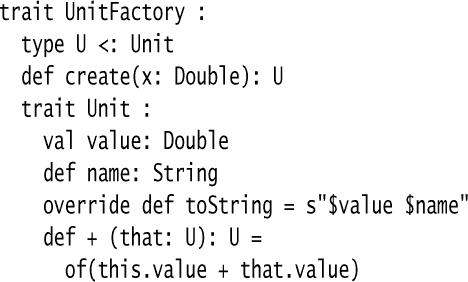 trait UnitFactory :
  type U <: Unit
  def create(x: Double): U
  trait Unit :
    val value: Double
    def name: String
    override def toString = s"$value $name"
    def + (that: U): U =
      of(this.value + that.value)